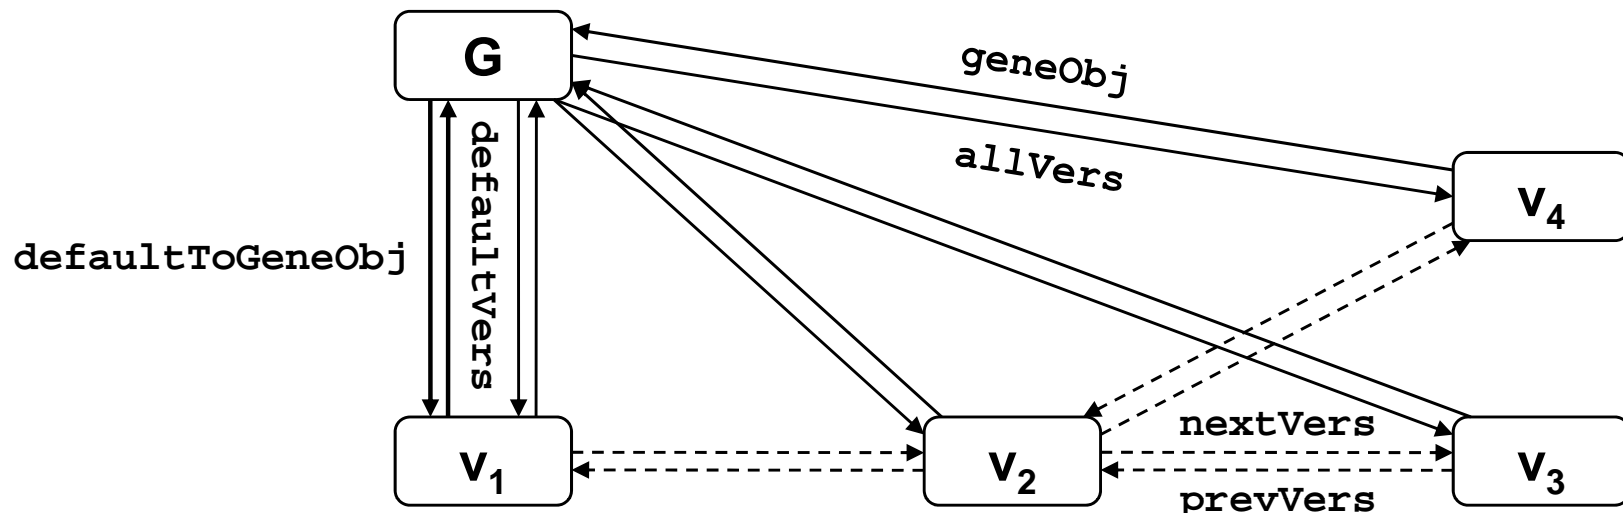 G
geneObj
allVers
defaultToGeneObj
defaultVers
v4
v1
v2
nextVers
prevVers
v3